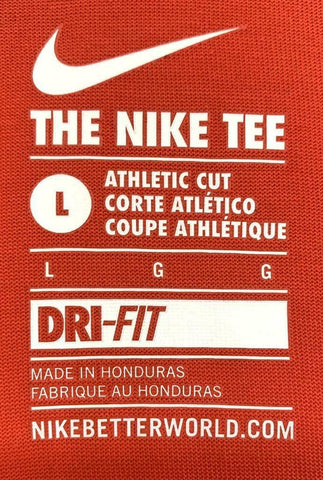 THE NIKE TEE
L
ATHLETIC CUT
CORTE ATLÉTICO
COUPE ATHLÉTIQUE
L G G
DRI-FIT
MADE IN HONDURAS
FABRIQUE AU HONDURAS
NIKEBETTERWORLD.COM